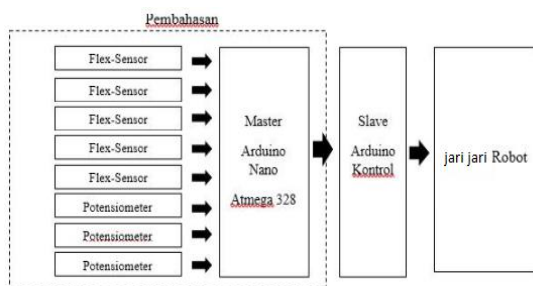 Pembahasan
Flex-Sensor
Flex-Sensor
Flex-Sensor
Flex-Sensor
Flex-Sensor
Potensiometer
Potensiometer
Potensiometer
Master
Arduino
Nano
Atmega 328
Slave
Arduino
Kontrol
jari jari Robot